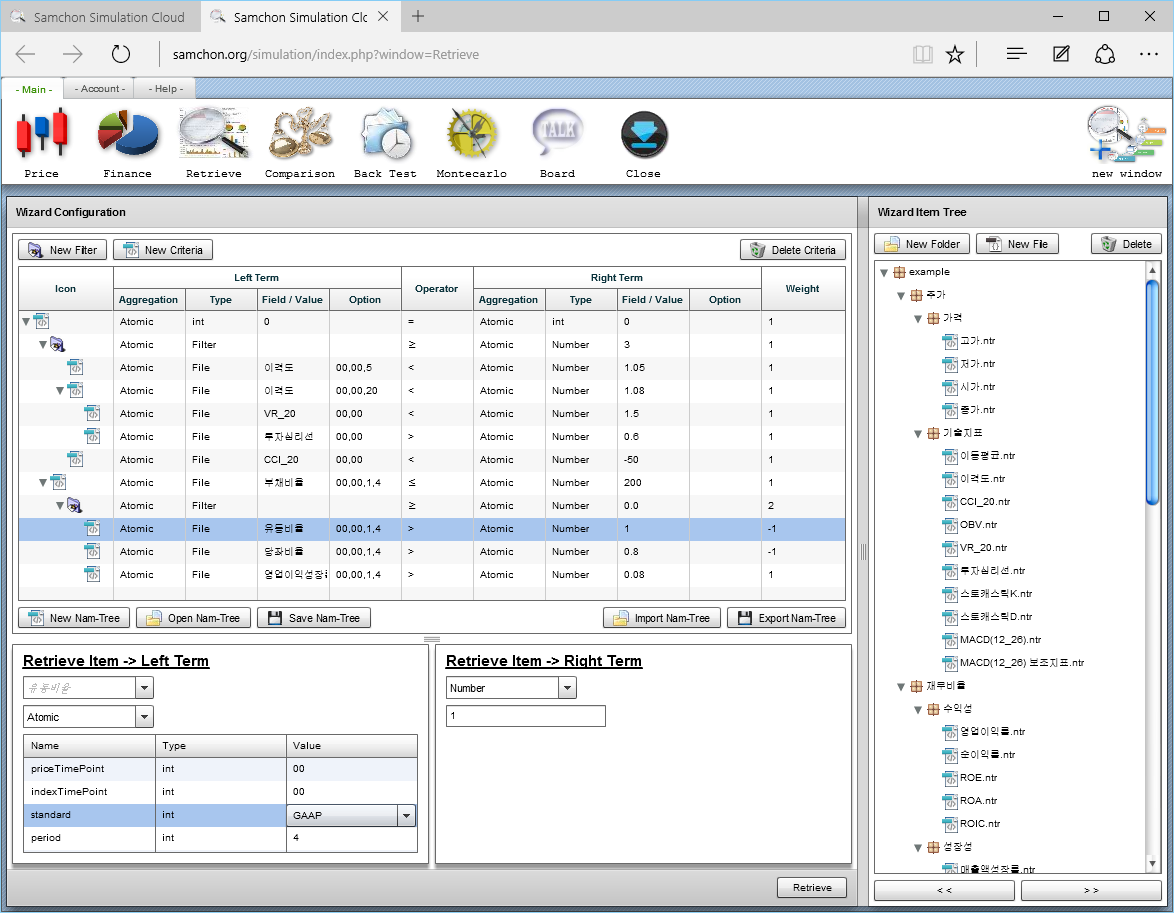 Samchon Simulation Cloud
Samchon Simulation Clc
samchon.org/simulation/index.php?window=Retrieve
- Main - - Account - - Help -
Price Finance Retrieve Comparison Back Test Montecarlo Board Close new window
TALK
Wizard Configuration
New Filter New Criteria Delete Criteria
Icon Left Term Operator Right Term Weight
Aggregation Type Field / Value Option Aggregation Type Field / Value Option
Atomic int 0 = Atomic int 0 1
Atomic Filter ≥ Atomic Number 3 1
Atomic File 이격도 00,00,5 < Atomic Number 1.05 1
Atomic File 이격도 00,00,20 < Atomic Number 1.08 1
Atomic File VR_20 00,00 < Atomic Number 1.5 1
Atomic File 투자심리선 00,00 > Atomic Number 0.6 1
Atomic File CCI_20 00,00 < Atomic Number -50 1
Atomic File 부채비율 00,00,1,4 ≤ Atomic Number 200 1
Atomic Filter ≥ Atomic Number 0.0 2
Atomic File 유동비율 00,00,1,4 > Atomic Number 1 -1
Atomic File 당좌비율 00,00,1,4 > Atomic Number 0.8 -1
Atomic File 영업이익성장 00,00,1,4 > Atomic Number 0.08 1
New Nam-Tree Open Nam-Tree Save Nam-Tree Import Nam-Tree Export Nam-Tree
Retrieve Item -> Left Term
유동비율
Atomic
Name Type Value
priceTimePoint int 00
indexTimePoint int 00
standard int GAAP
period int 4
Retrieve Item -> Right Term
Number
1
Retrieve
Wizard Item Tree
New Folder New File Delete
example
주가
가격
고가.ntr
저가.ntr
시가.ntr
종가.ntr
기술지표
이동평균.ntr
이격도.ntr
CCI_20.ntr
OBV.ntr
VR_20.ntr
투자심리선.ntr
스토캐스틱K.ntr
스토캐스틱D.ntr
MACD(12_26).ntr
MACD(12_26) 보조지표.ntr
재무비율
수익성
영업이익률.ntr
순이익률.ntr
ROE.ntr
ROA.ntr
ROIC.ntr
성장성
매출액성장률.ntr
<< >>